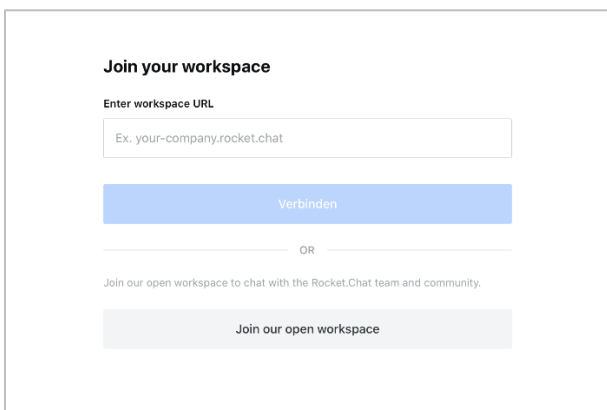 Join your workspace
Enter workspace URL
Ex. your-company.rocket.chat
Verbinden
OR
Join our open workspace to chat with the Rocket.Chat team and community.
Join our open workspace